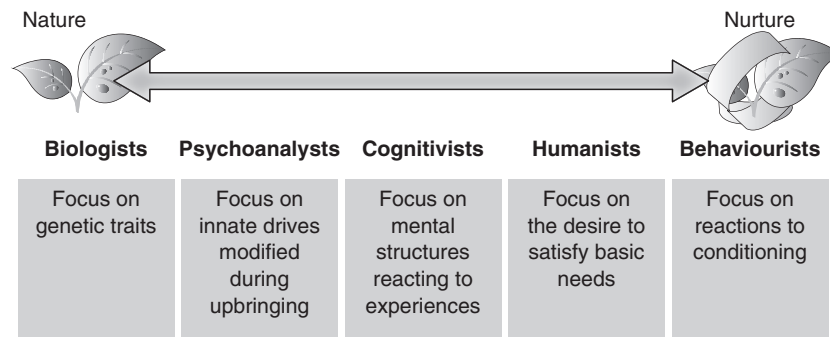 Nature
Nurture
Biologists
Psychoanalysts
Cognitivists
Humanists
Behaviourists
Focus on
genetic traits
Focus on
innate drives
modified
during
upbringing
Focus on
mental
structures
reacting to
experiences
Focus on
the desire to
satisfy basic
needs
Focus on
reactions to
conditioning